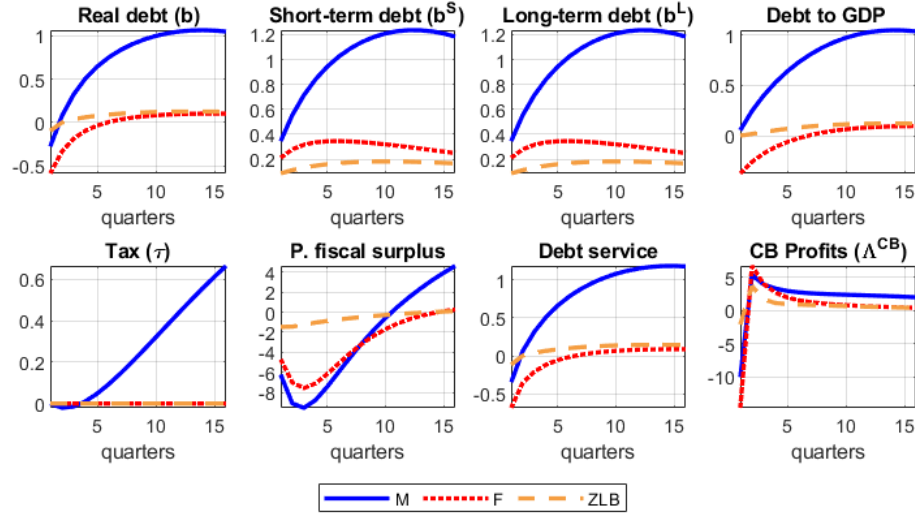 Real debt (b)
Short-term debt (b^S)
Long-term debt (b^L)
Debt to GDP
1
0.5
0
-0.5
5 10 15
quarters
1.2
1
0.8
0.6
0.4
0.2
5 10 15
quarters
1.2
1
0.8
0.6
0.4
0.2
5 10 15
quarters
1
0.5
0
5 10 15
quarters
Tax (τ)
P. fiscal surplus
Debt service
CB Profits (Λ^CB)
0.6
0.4
0.2
0
5 10 15
quarters
4
2
0
-2
-4
-6
-8
5 10 15
quarters
1
0.5
0
-0.5
5 10 15
quarters
5
0
-5
-10
5 10 15
quarters
M F ZLB